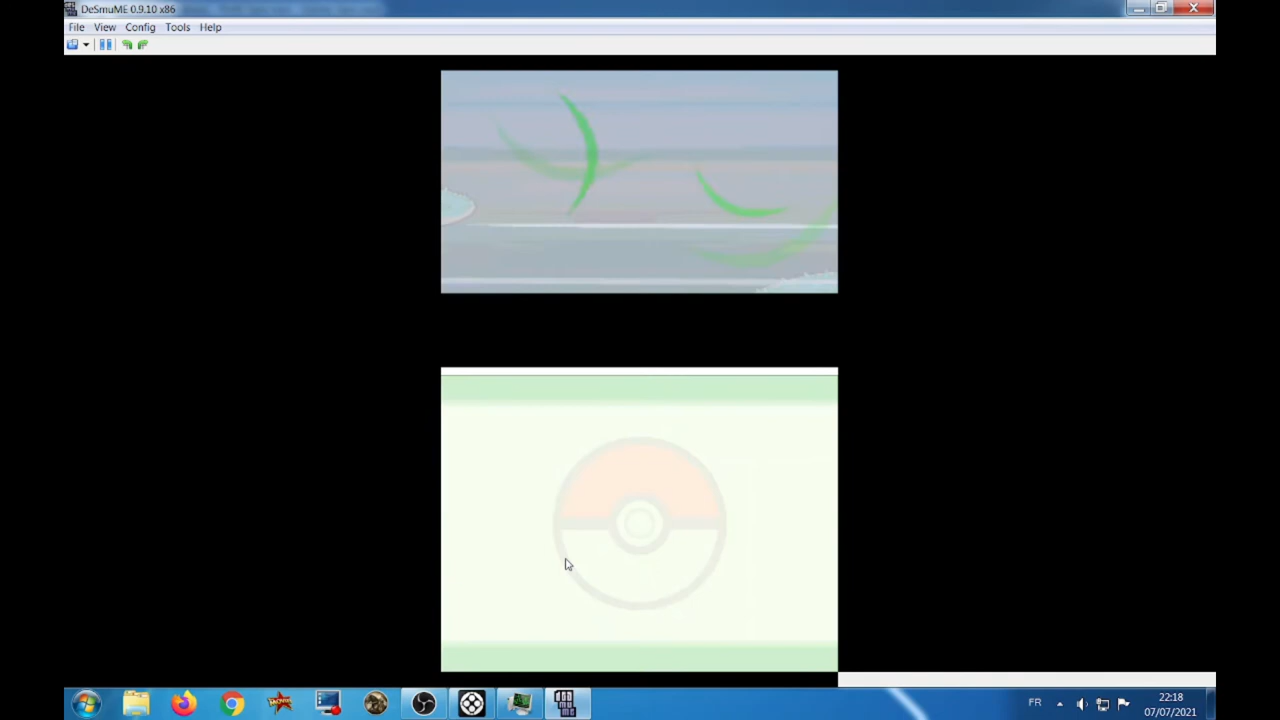 DeSmuME 0.9.10 x86
File View Config Tools Help
FR
22:18
07/07/2021